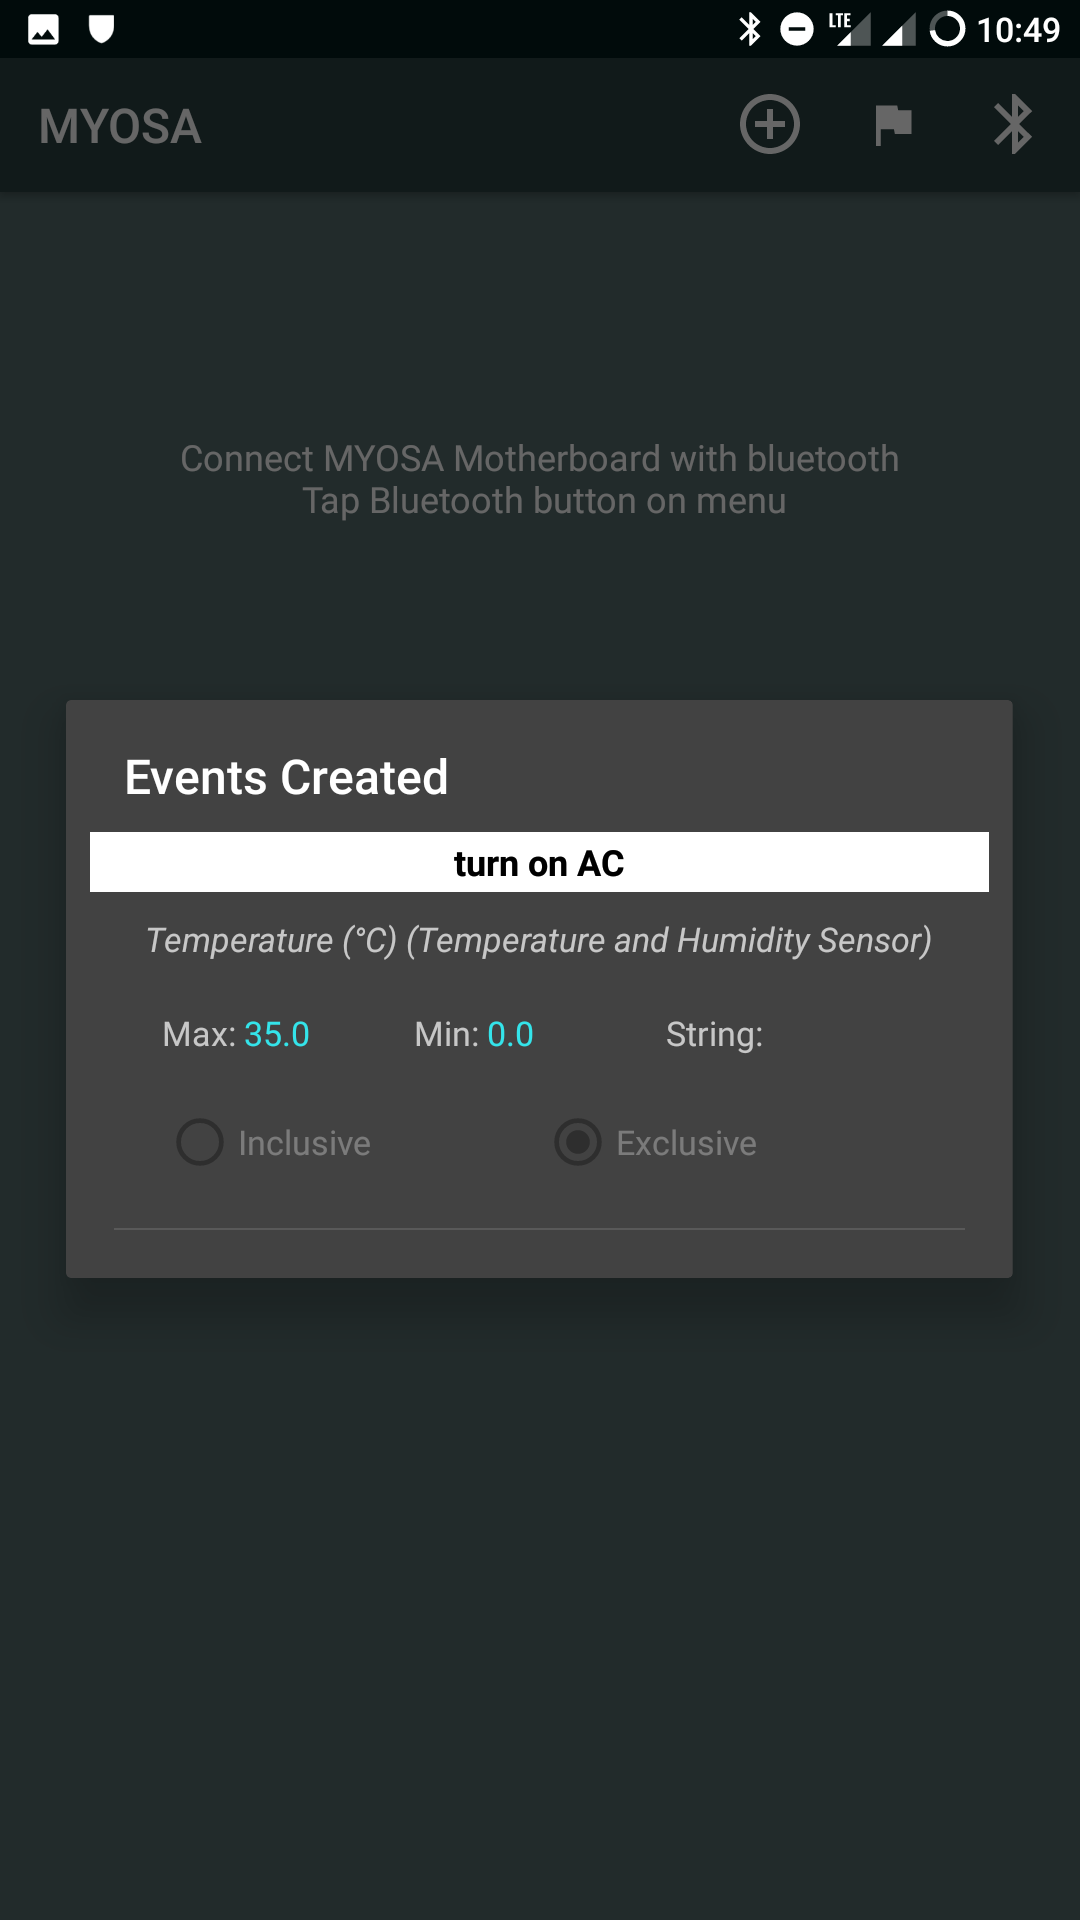 LTE 10:49
MYOSA
Connect MYOSA Motherboard with bluetooth
Tap Bluetooth button on menu
Events Created
turn on AC
Temperature (°C) (Temperature and Humidity Sensor)
Max: 35.0 Min: 0.0 String:
Inclusive Exclusive